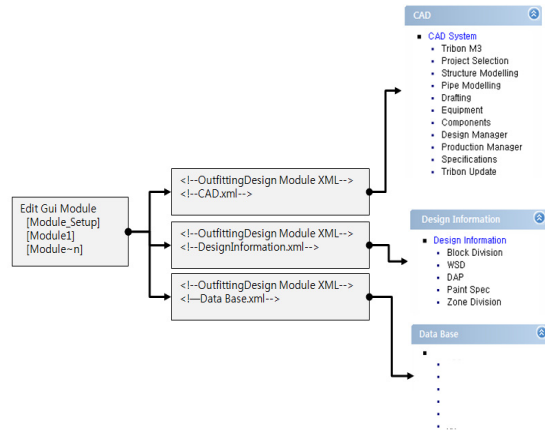 Edit Gui Module
[Module_Setup]
[Module1]
[Module~n]
<!--OutfittingDesign Module XML-->
<!--CAD.xml-->
<!--OutfittingDesign Module XML-->
<!--DesignInformation.xml-->
<!--OutfittingDesign Module XML-->
<!—Data Base.xml-->
CAD
CAD System
Tribon M3
Project Selection
Structure Modelling
Pipe Modelling
Drafting
Equipment
Components
Design Manager
Production Manager
Specifications
Tribon Update
Design Information
Design Information
Block Division
WSD
DAP
Paint Spec
Zone Division
Data Base